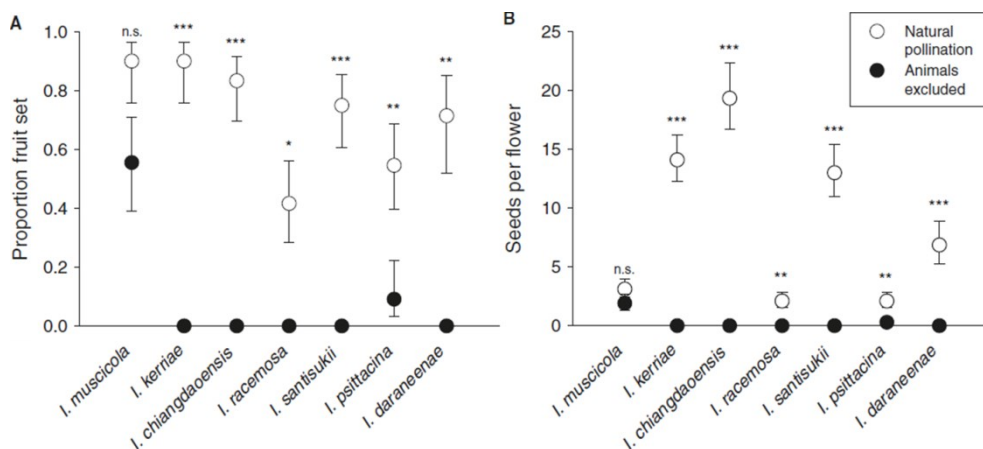 A
Proportion fruit set
1.0
0.8
0.6
0.4
0.2
0.0
n.s.
***
***
*
***
**
**
I. muscicola
I. kerriae
I. chiangdaoensis
I. racemosa
I. santisukii
I. psittacina
I. daraneenae
B
Seeds per flower
25
20
15
10
5
0
n.s.
***
***
**
***
**
***
I. muscicola
I. kerriae
I. chiangdaoensis
I. racemosa
I. santisukii
I. psittacina
I. daraneenae
Natural
pollination
Animals
excluded